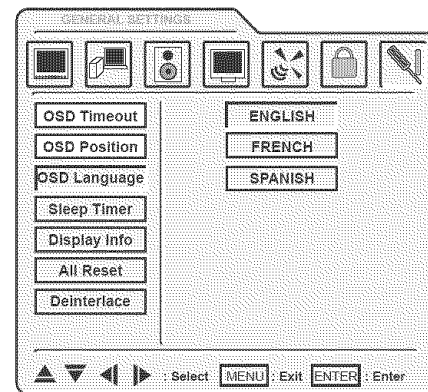 GENERAL SETTINGS
OSD Timeout
OSD Position
OSD Language
Sleep Timer
Display Info
All Reset
Deinterlace
ENGLISH
FRENCH
SPANISH
: Select MENU : Exit ENTER : Enter